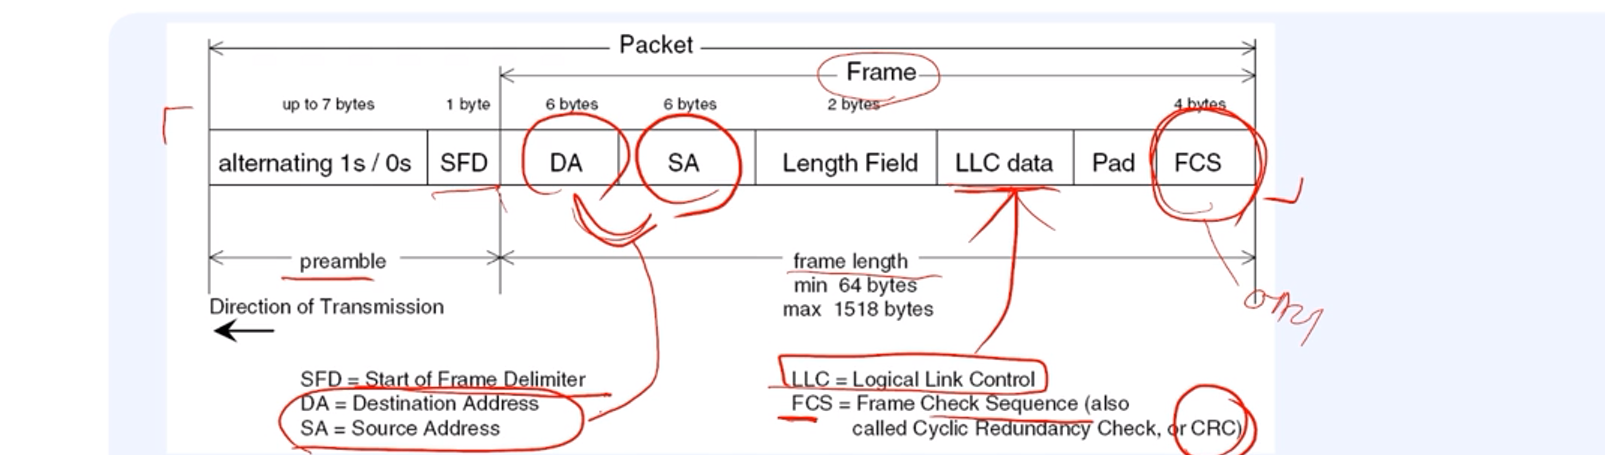 Packet
Frame
up to 7 bytes 1 byte 6 bytes 6 bytes 2 bytes 4 bytes
alternating 1s / 0s SFD DA SA Length Field LLC data Pad FCS
preamble frame length
min 64 bytes
max 1518 bytes
Direction of Transmission
SFD = Start of Frame Delimiter
DA = Destination Address
SA = Source Address
LLC = Logical Link Control
FCS = Frame Check Sequence (also
called Cyclic Redundancy Check, or CRC)